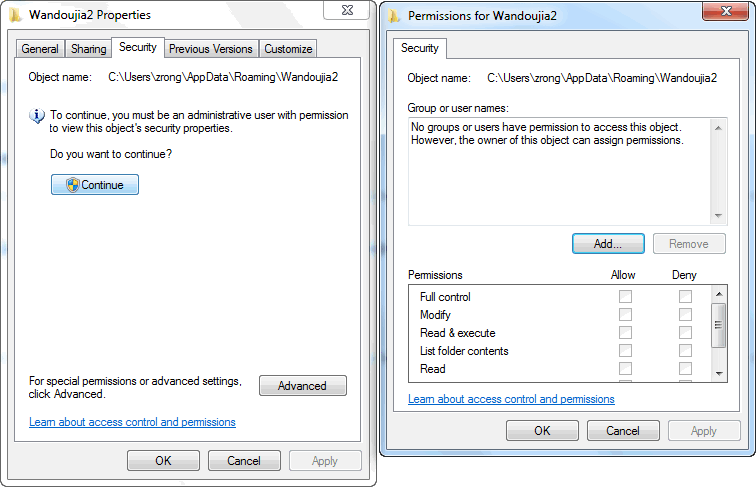 Wandoujia2 Properties
General
Sharing
Security
Previous Versions
Customize
Object name:
C:\Users\zrong\AppData\Roaming\Wandoujia2
To continue, you must be an administrative user with permission
to view this object's security properties.
Do you want to continue?
Continue
For special permissions or advanced settings,
click Advanced.
Advanced
Learn about access control and permissions
OK
Cancel
Apply
Permissions for Wandoujia2
Security
Object name:
C:\Users\zrong\AppData\Roaming\Wandoujia2
Group or user names:
No groups or users have permission to access this object.
However, the owner of this object can assign permissions.
Add...
Remove
Permissions
Allow
Deny
Full control
Modify
Read & execute
List folder contents
Read
Learn about access control and permissions
OK
Cancel
Apply